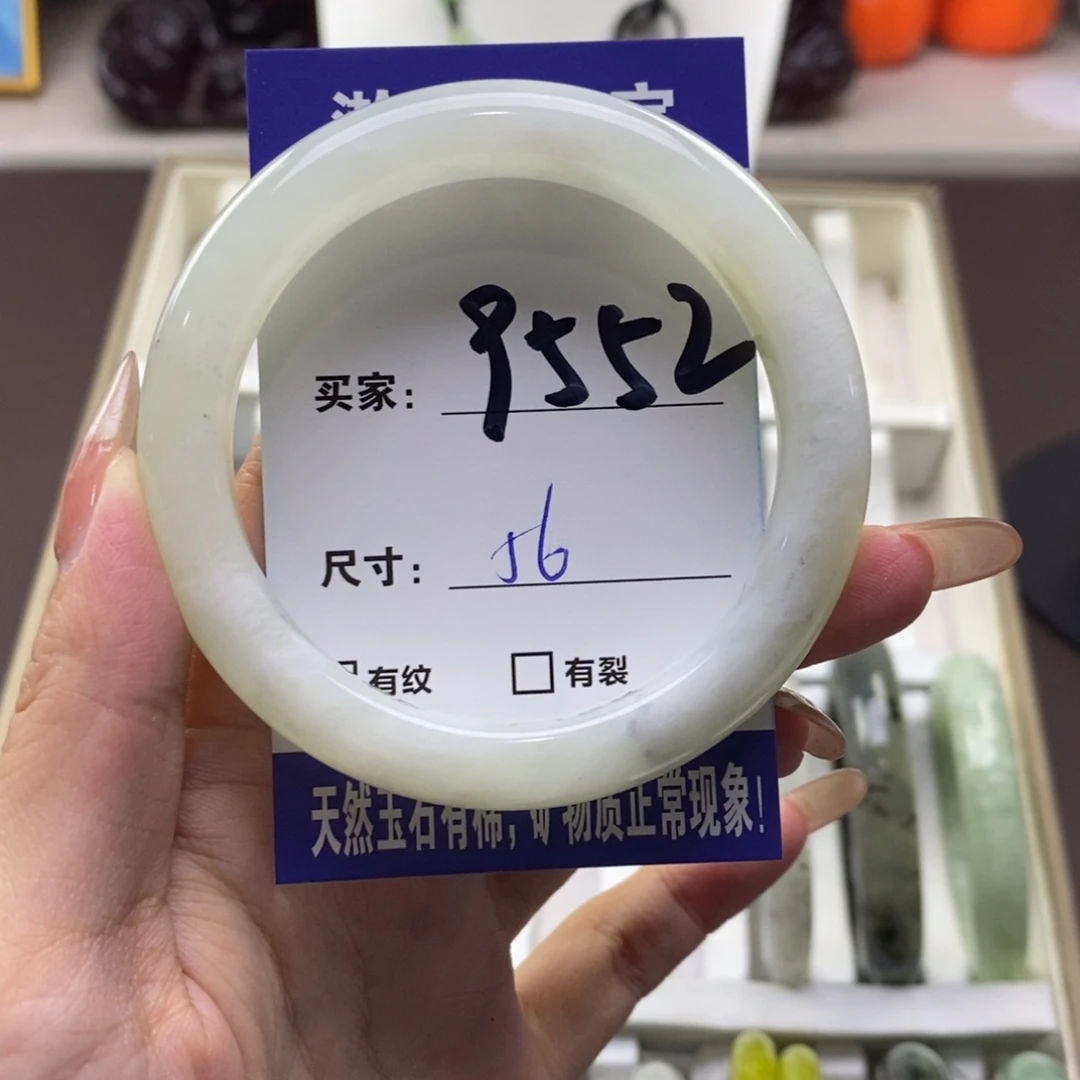 买家： 9552
尺寸： 56
有纹 □有裂
天然玉石有棉，矿物质正常现象！